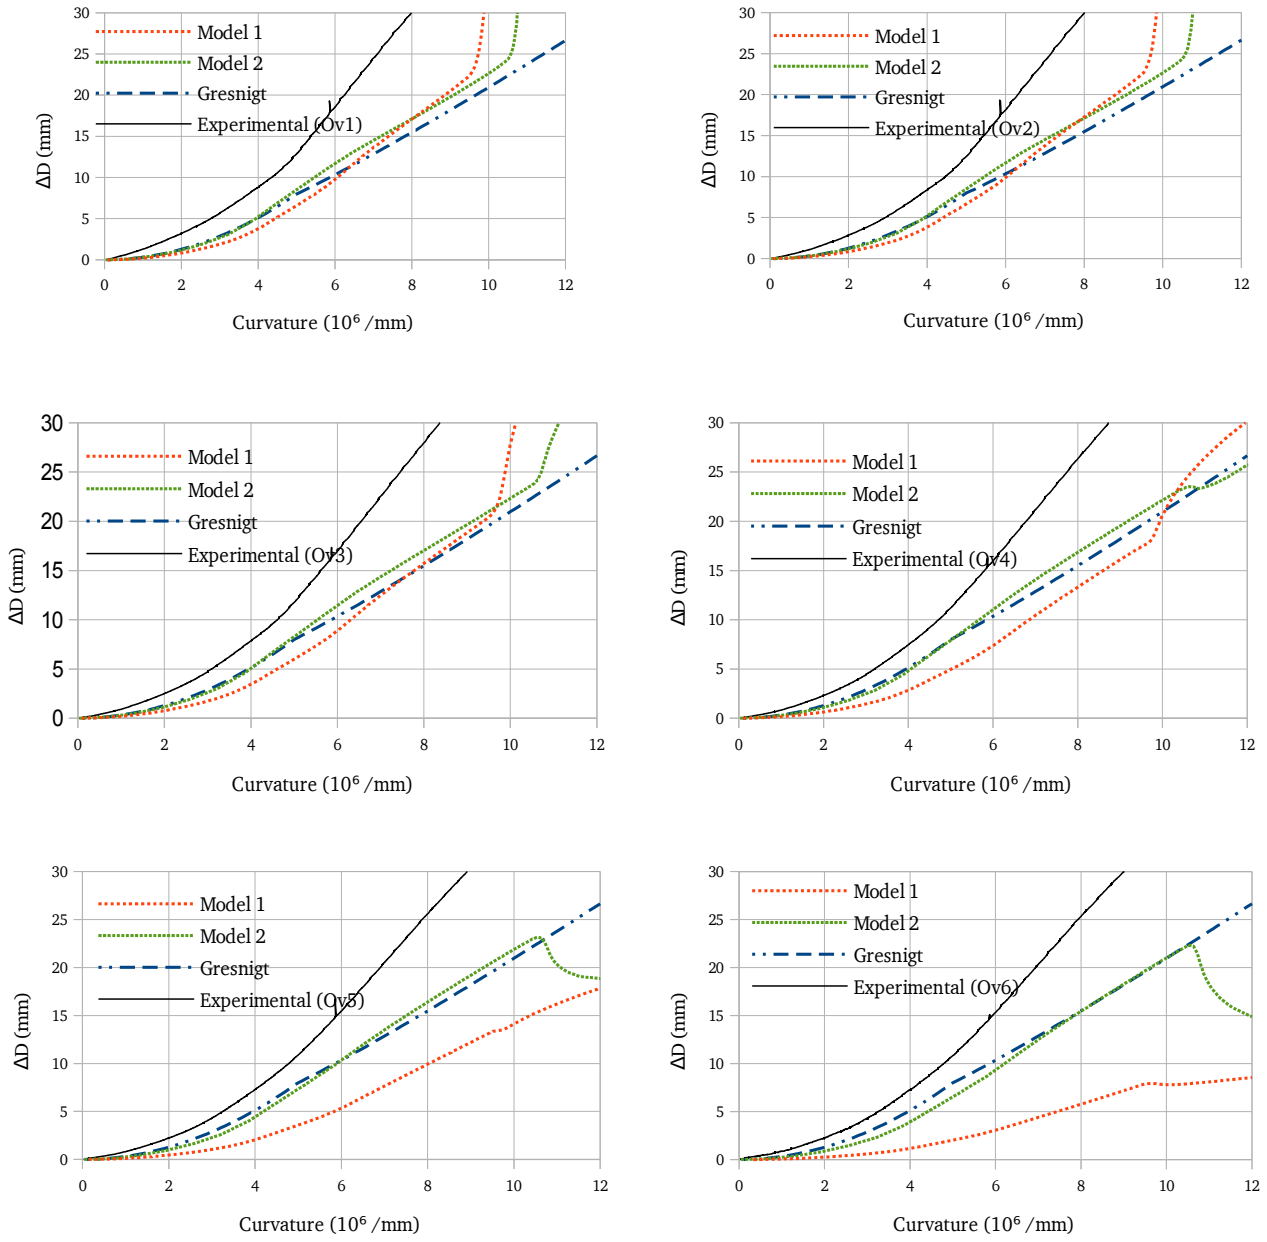 30
25
20
15
10
5
0
ΔD (mm)
Model 1
Model 2
Gresnigt
Experimental (Ov1)
0 2 4 6 8 10 12
Curvature (10⁶ /mm)
30
25
20
15
10
5
0
ΔD (mm)
Model 1
Model 2
Gresnigt
Experimental (Ov2)
0 2 4 6 8 10 12
Curvature (10⁶ /mm)
30
25
20
15
10
5
0
ΔD (mm)
Model 1
Model 2
Gresnigt
Experimental (Ov3)
0 2 4 6 8 10 12
Curvature (10⁶ /mm)
30
25
20
15
10
5
0
ΔD (mm)
Model 1
Model 2
Gresnigt
Experimental (Ov4)
0 2 4 6 8 10 12
Curvature (10⁶ /mm)
30
25
20
15
10
5
0
ΔD (mm)
Model 1
Model 2
Gresnigt
Experimental (Ov5)
0 2 4 6 8 10 12
Curvature (10⁶ /mm)
30
25
20
15
10
5
0
ΔD (mm)
Model 1
Model 2
Gresnigt
Experimental (Ov6)
0 2 4 6 8 10 12
Curvature (10⁶ /mm)